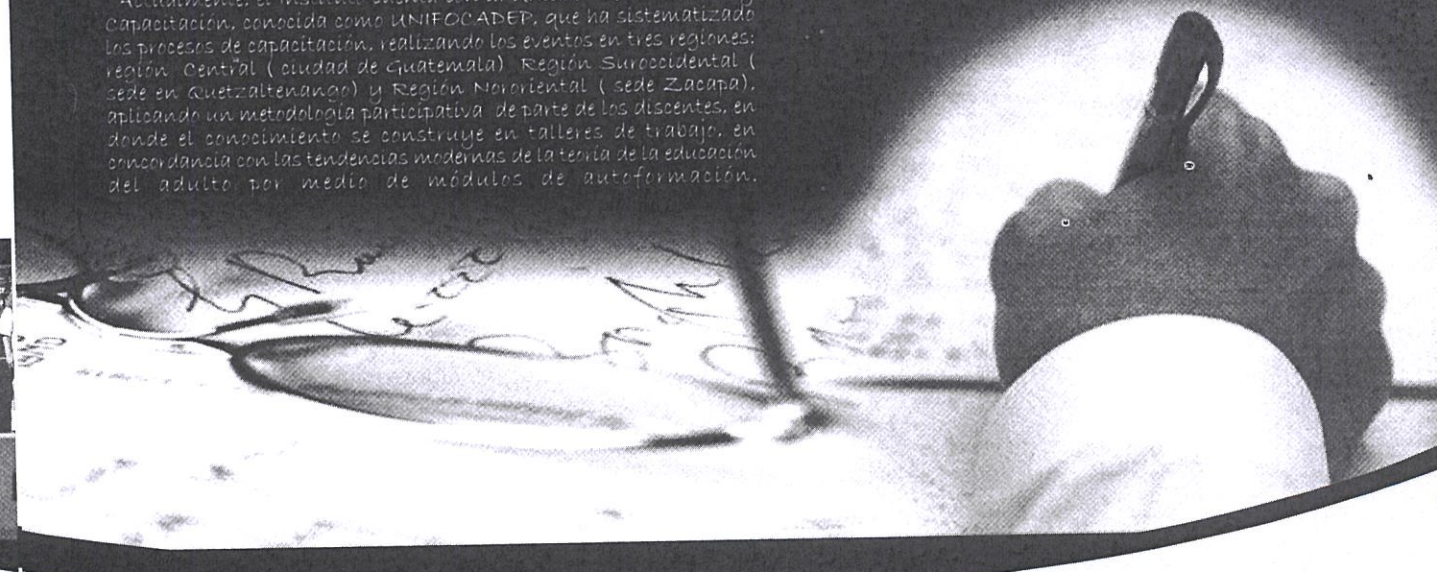 Capacitación, conocida como UNIFOCADEP, que ha sistematizado
los procesos de capacitación, realizando los eventos en tres regiones:
región Central ( ciudad de Guatemala) Región Suroccidental (
sede en Quetzaltenango) y Región Nororiental ( sede Zacapa),
aplicando un metodología participativa de parte de los discentes, en
donde el conocimiento se construye en talleres de trabajo, en
concordancia con las tendencias modernas de la teoría de la educación
del adulto por medio de módulos de autoformación.